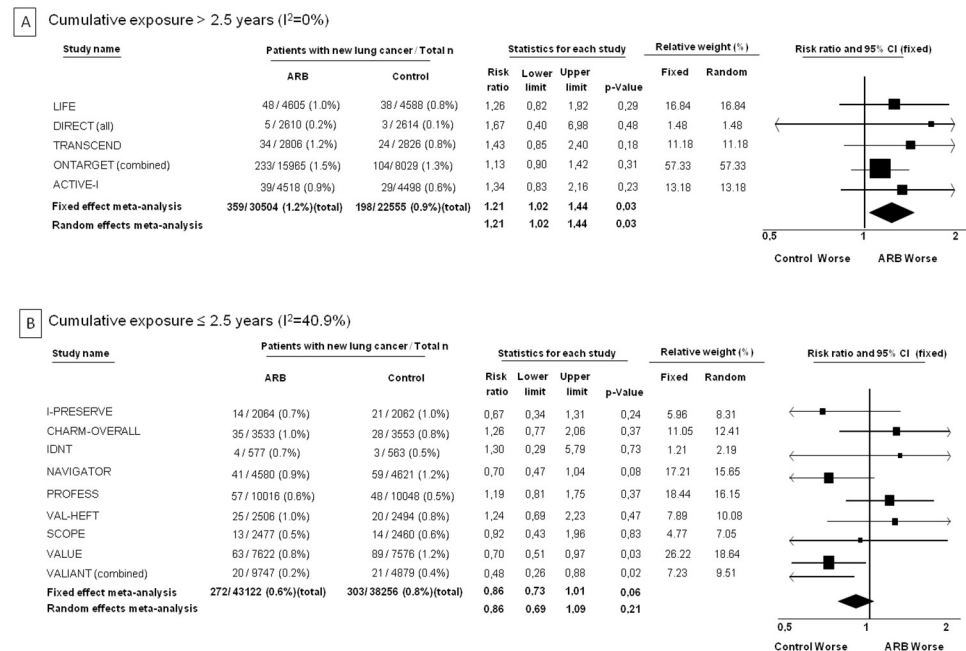 A Cumulative exposure > 2.5 years (I²=0%)
Study name Patients with new lung cancer / Total n Statistics for each study Relative weight (%) Risk ratio and 95% CI (fixed)
ARB Control Risk ratio Lower limit Upper limit p-Value Fixed Random
LIFE 48 / 4605 (1.0%) 38 / 4588 (0.8%) 1,26 0,82 1,92 0,29 16.84 16.84
DIRECT (all) 5 / 2610 (0.2%) 3 / 2614 (0.1%) 1,67 0,40 6,98 0,48 1.48 1.48
TRANSCEND 34 / 2806 (1.2%) 24 / 2826 (0.8%) 1,43 0,85 2,40 0,18 11.18 11.18
ONTARGET (combined) 233/ 15965 (1.5%) 104/ 8029 (1.3%) 1,13 0,90 1,42 0,31 57.33 57.33
ACTIVE-I 39/ 4518 (0.9%) 29/ 4498 (0.6%) 1,34 0,83 2,16 0,23 13.18 13.18
Fixed effect meta-analysis 359/ 30504 (1.2%)(total) 198/ 22555 (0.9%)(total) 1,21 1,02 1,44 0,03
Random effects meta-analysis 1,21 1,02 1,44 0,03
0,5 1 2
Control Worse ARB Worse
B Cumulative exposure ≤ 2.5 years (I²=40.9%)
Study name Patients with new lung cancer / Total n Statistics for each study Relative weight (%) Risk ratio and 95% CI (fixed)
ARB Control Risk ratio Lower limit Upper limit p-Value Fixed Random
I-PRESERVE 14 / 2064 (0.7%) 21 / 2062 (1.0%) 0,67 0,34 1,31 0,24 5.96 8.31
CHARM-OVERALL 35 / 3533 (1.0%) 28 / 3553 (0.8%) 1,26 0,77 2,06 0,37 11.05 12.41
IDNT 4 / 577 (0.7%) 3 / 563 (0.5%) 1,30 0,29 5,79 0,73 1.21 2.19
NAVIGATOR 41 / 4580 (0.9%) 59 / 4621 (1.2%) 0,70 0,47 1,04 0,08 17.21 15.65
PROFESS 57 / 10016 (0.6%) 48 / 10048 (0.5%) 1,19 0,81 1,75 0,37 18.44 16.15
VAL-HEFT 25 / 2506 (1.0%) 20 / 2494 (0.8%) 1,24 0,69 2,23 0,47 7.89 10.08
SCOPE 13 / 2477 (0.5%) 14 / 2460 (0.6%) 0,92 0,43 1,96 0,83 4.77 7.05
VALUE 63 / 7622 (0.8%) 89 / 7576 (1.2%) 0,70 0,51 0,97 0,03 26.22 18.64
VALIANT (combined) 20 / 9747 (0.2%) 21 / 4879 (0.4%) 0,48 0,26 0,88 0,02 7.23 9.51
Fixed effect meta-analysis 272/ 43122 (0.6%)(total) 303/ 38256 (0.8%)(total) 0,86 0,73 1,01 0,06
Random effects meta-analysis 0,86 0,69 1,09 0,21
0,5 1 2
Control Worse ARB Worse